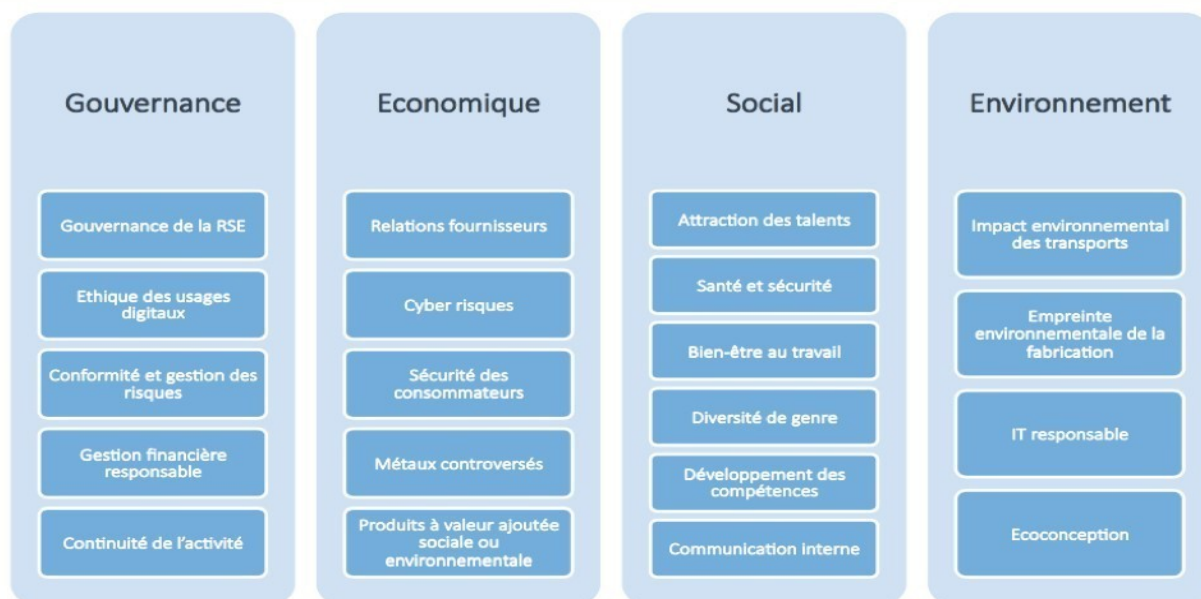 Gouvernance
Gouvernance de la RSE
Ethique des usages
digitaux
Conformité et gestion des
risques
Gestion financière
responsable
Continuité de l’activité
Economique
Relations fournisseurs
Cyber risques
Sécurité des
consommateurs
Métaux controversés
Produits à valeur ajoutée
sociale ou
environnementale
Social
Attraction des talents
Santé et sécurité
Bien-être au travail
Diversité de genre
Développement des
compétences
Communication interne
Environnement
Impact environnemental
des transports
Empreinte
environnementale de la
fabrication
IT responsable
Ecoconception